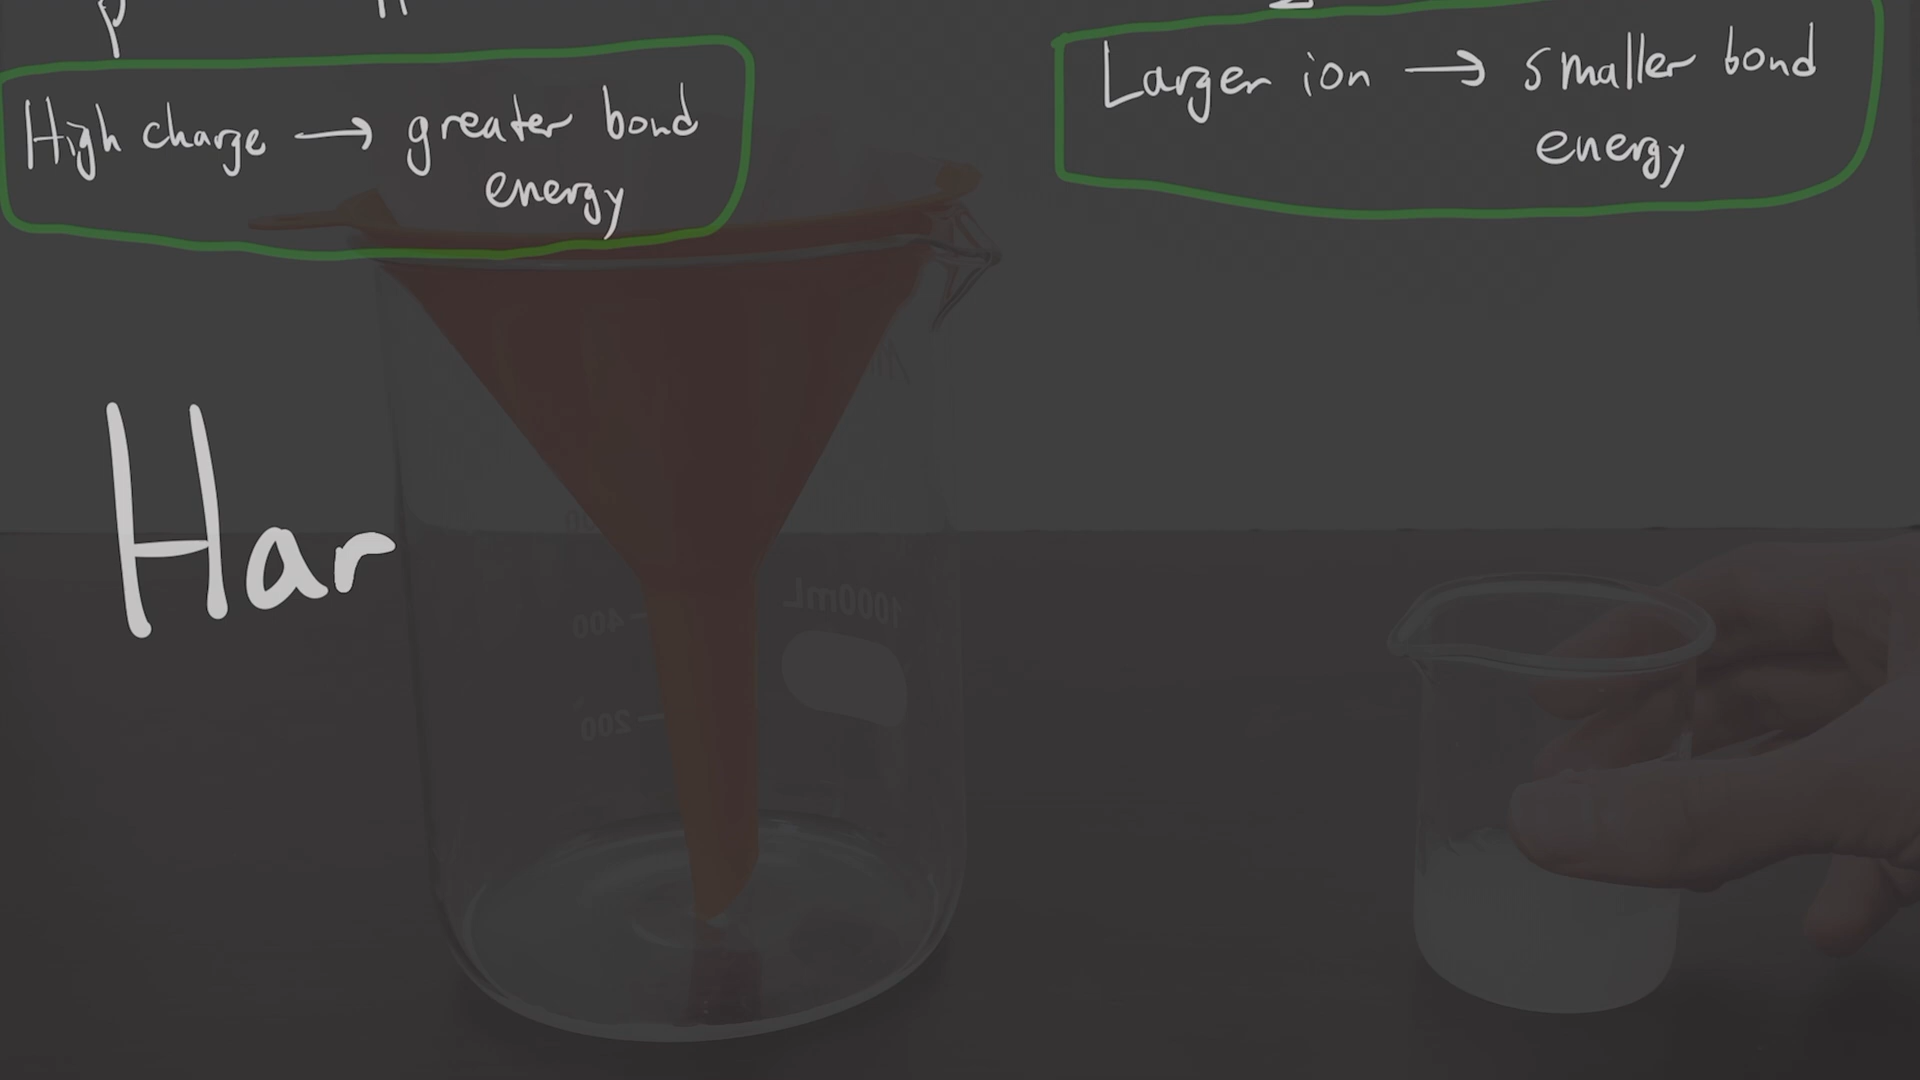 High charge → greater bond
energy
Larger ion → smaller bond
energy
Har
1000mL
400
200